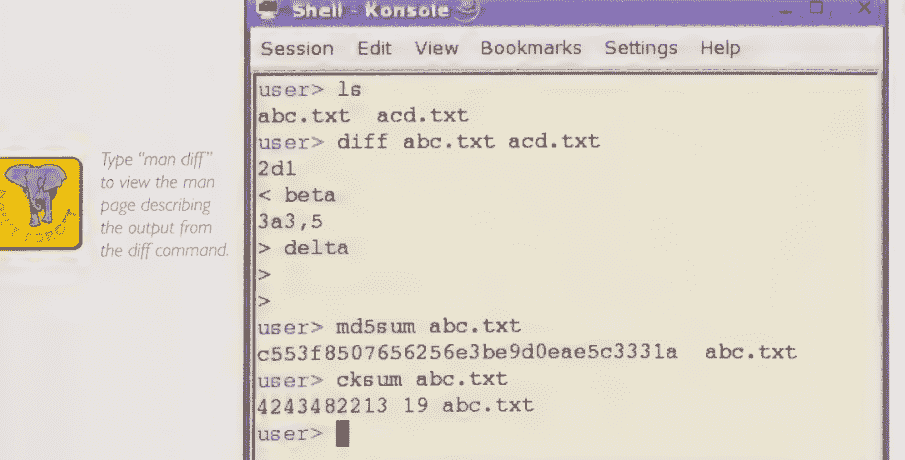 Shell - Konsole
Session Edit View Bookmarks Settings Help
user> ls
abc.txt acd.txt
user> diff abc.txt acd.txt
2d1
< beta
3a3,5
> delta
>
>
user> md5sum abc.txt
c553f8507656256e3be9d0eae5c3331a abc.txt
user> cksum abc.txt
4243482213 19 abc.txt
user>
Type "man diff"
to view the man
page describing
the output from
the diff command.